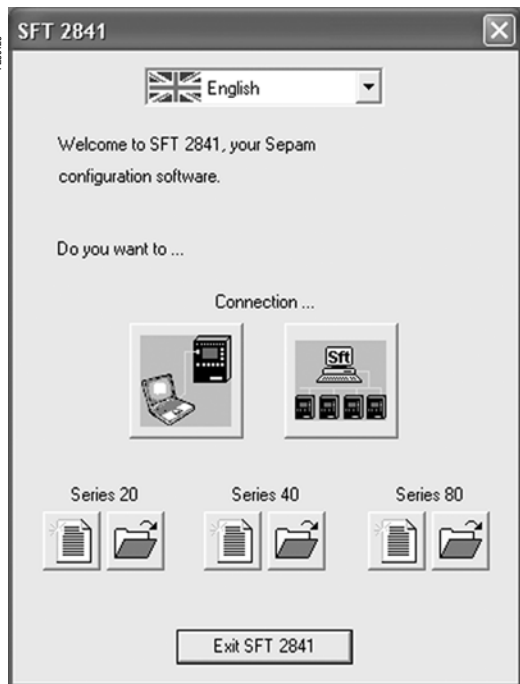 SFT 2841
English
Welcome to SFT 2841, your Sepam
configuration software.
Do you want to ...
Connection ...
Sft
Series 20
Series 40
Series 80
Exit SFT 2841